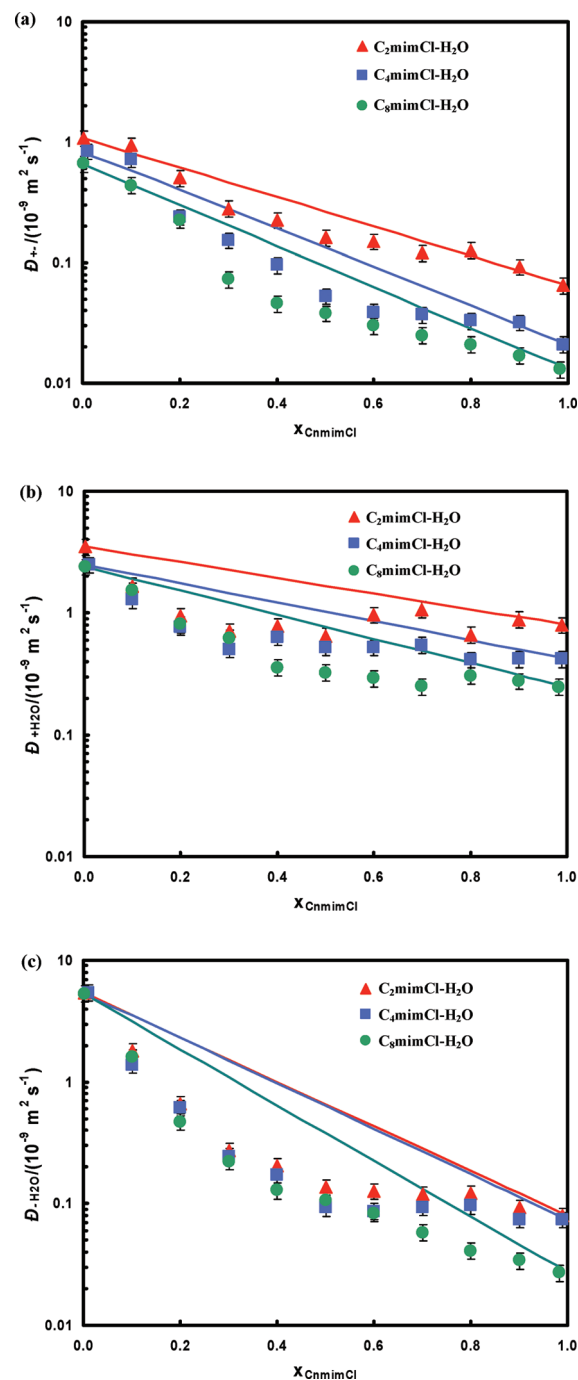 (a)
10
1
0.1
0.01
Đ₊₋/(10⁻⁹ m² s⁻¹)
C₂mimCl-H₂O
C₄mimCl-H₂O
C₈mimCl-H₂O
0.0 0.2 0.4 0.6 0.8 1.0
x CnmimCl
(b)
10
1
0.1
0.01
Đ₊H2O/(10⁻⁹ m² s⁻¹)
C₂mimCl-H₂O
C₄mimCl-H₂O
C₈mimCl-H₂O
0.0 0.2 0.4 0.6 0.8 1.0
x CnmimCl
(c)
10
1
0.1
0.01
Đ₋H2O/(10⁻⁹ m² s⁻¹)
C₂mimCl-H₂O
C₄mimCl-H₂O
C₈mimCl-H₂O
0.0 0.2 0.4 0.6 0.8 1.0
x CnmimCl